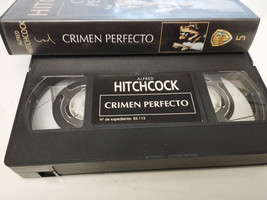 ALFRED
HITCHCOCK
CRIMEN PERFECTO
5
ALFRED
HITCHCOCK
CRIMEN PERFECTO
nº de expediente: 55.113